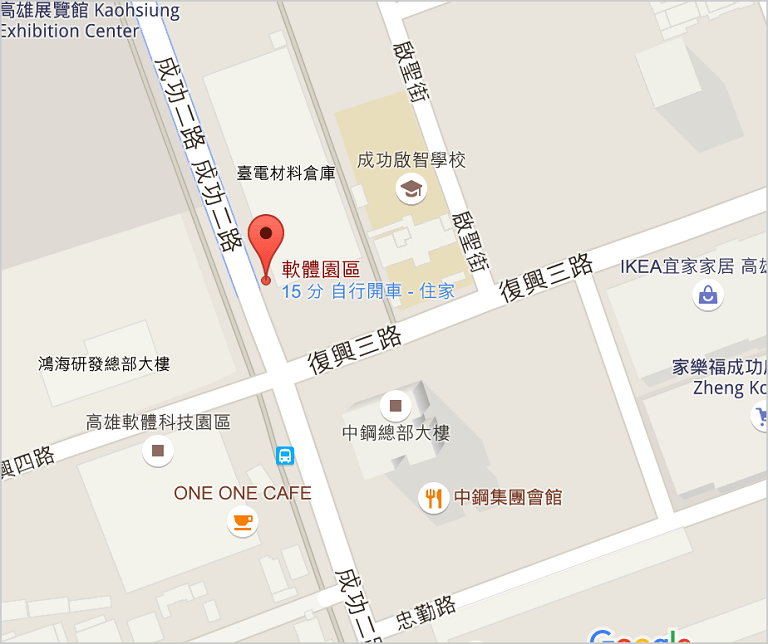 高雄展覽館 Kaohsiung
Exhibition Center
成功二路
成功二路
啟聖街
臺電材料倉庫
成功啟智學校
啟聖街
軟體園區
15 分 自行開車 - 住家
復興三路
IKEA宜家家居 高雄
復興三路
鴻海研發總部大樓
家樂福成功
Zheng Ko
高雄軟體科技園區
中鋼總部大樓
興四路
ONE ONE CAFE
中鋼集團會館
成功二路
忠勤路
Google